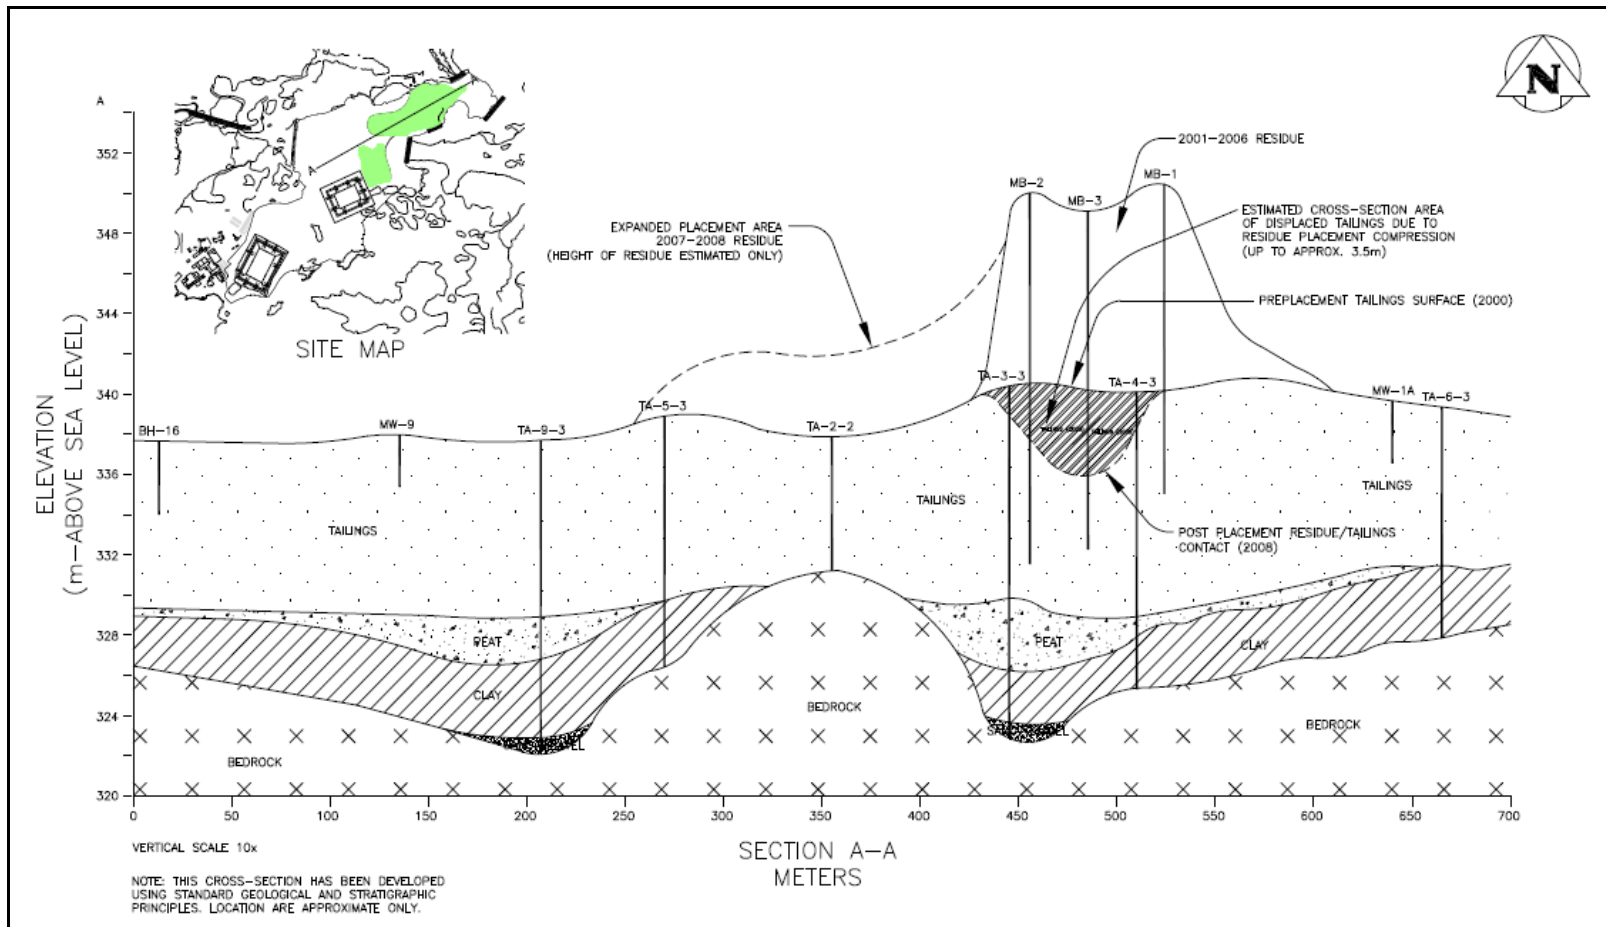 N
A
352
348
344
340
336
332
328
324
320
ELEVATION
(m-ABOVE SEA LEVEL)
A
A
SITE MAP
EXPANDED PLACEMENT AREA
2007-2008 RESIDUE
(HEIGHT OF RESIDUE ESTIMATED ONLY)
2001-2006 RESIDUE
MB-2
MB-3
MB-1
ESTIMATED CROSS-SECTION AREA
OF DISPLACED TAILINGS DUE TO
RESIDUE PLACEMENT COMPRESSION
(UP TO APPROX. 3.5m)
PREPLACEMENT TAILINGS SURFACE (2000)
BH-16
MW-9
TA-9-3
TA-5-3
TA-2-2
TA-3-3
TA-4-3
MW-1A
TA-6-3
TAILINGS
TAILINGS
TAILINGS
POST PLACEMENT RESIDUE/TAILINGS
CONTACT (2008)
PEAT
PEAT
CLAY
CLAY
BEDROCK
BEDROCK
BEDROCK
0
50
100
150
200
250
300
350
400
450
500
550
600
650
700
VERTICAL SCALE 10x
SECTION A-A
METERS
NOTE: THIS CROSS-SECTION HAS BEEN DEVELOPED
USING STANDARD GEOLOGICAL AND STRATIGRAPHIC
PRINCIPLES. LOCATION ARE APPROXIMATE ONLY.